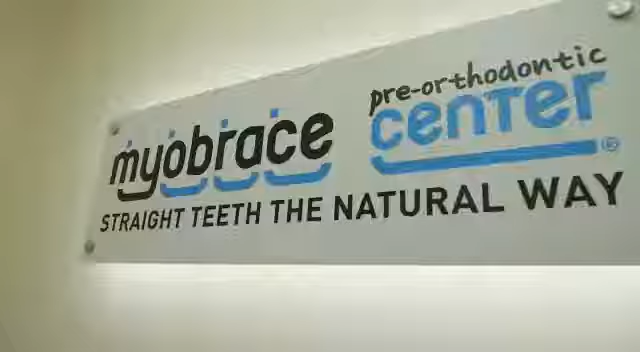 myobrace
pre-orthodontic
center
©
STRAIGHT TEETH THE NATURAL WAY